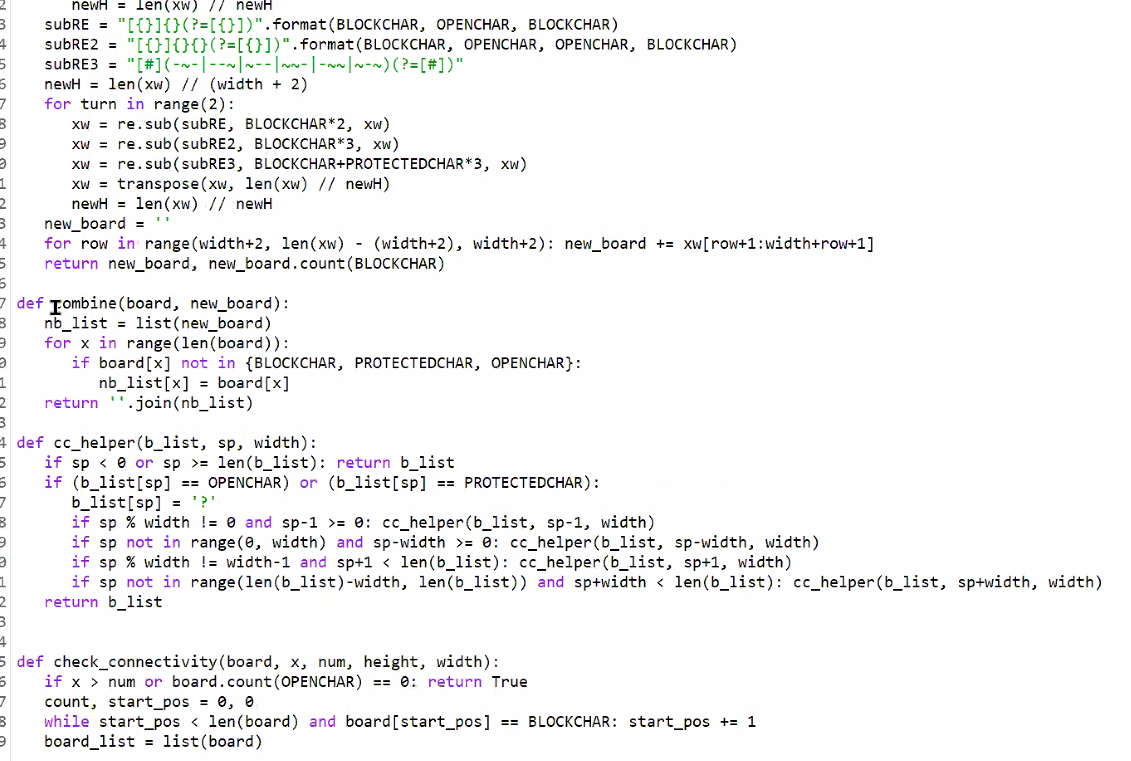 2 newH = len(xw) // newH
3 subRE = "[{}]{}(?=[{}])".format(BLOCKCHAR, OPENCHAR, BLOCKCHAR)
4 subRE2 = "[{}]{}{}(?=[{}])".format(BLOCKCHAR, OPENCHAR, OPENCHAR, BLOCKCHAR)
5 subRE3 = "[#](-~-|--~|~--|~~-|-~~|~-~)(?=[#])"
6 newH = len(xw) // (width + 2)
7 for turn in range(2):
8 xw = re.sub(subRE, BLOCKCHAR*2, xw)
9 xw = re.sub(subRE2, BLOCKCHAR*3, xw)
0 xw = re.sub(subRE3, BLOCKCHAR+PROTECTEDCHAR*3, xw)
1 xw = transpose(xw, len(xw) // newH)
2 newH = len(xw) // newH
3 new_board = ''
4 for row in range(width+2, len(xw) - (width+2), width+2): new_board += xw[row+1:width+row+1]
5 return new_board, new_board.count(BLOCKCHAR)
6
7 def combine(board, new_board):
8 nb_list = list(new_board)
9 for x in range(len(board)):
0 if board[x] not in {BLOCKCHAR, PROTECTEDCHAR, OPENCHAR}:
1 nb_list[x] = board[x]
2 return ''.join(nb_list)
3
4 def cc_helper(b_list, sp, width):
5 if sp < 0 or sp >= len(b_list): return b_list
6 if (b_list[sp] == OPENCHAR) or (b_list[sp] == PROTECTEDCHAR):
7 b_list[sp] = '?'
8 if sp % width != 0 and sp-1 >= 0: cc_helper(b_list, sp-1, width)
9 if sp not in range(0, width) and sp-width >= 0: cc_helper(b_list, sp-width, width)
0 if sp % width != width-1 and sp+1 < len(b_list): cc_helper(b_list, sp+1, width)
1 if sp not in range(len(b_list)-width, len(b_list)) and sp+width < len(b_list): cc_helper(b_list, sp+width, width)
2 return b_list
3
4
5 def check_connectivity(board, x, num, height, width):
6 if x > num or board.count(OPENCHAR) == 0: return True
7 count, start_pos = 0, 0
8 while start_pos < len(board) and board[start_pos] == BLOCKCHAR: start_pos += 1
9 board_list = list(board)